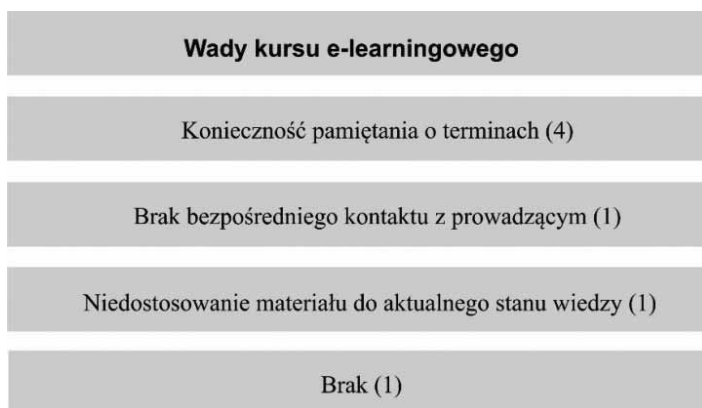 Wady kursu e-learningowego
Konieczność pamiętania o terminach (4)
Brak bezpośredniego kontaktu z prowadzącym (1)
Niedostosowanie materiału do aktualnego stanu wiedzy (1)
Brak (1)